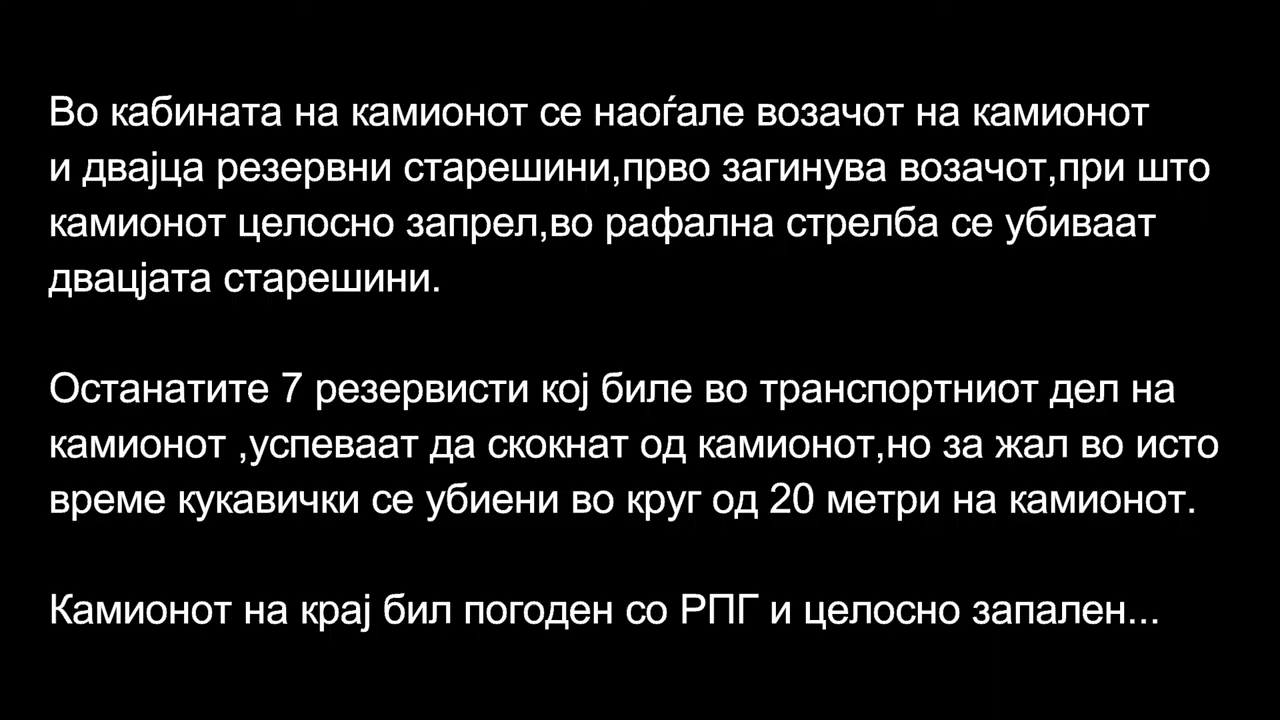 Во кабината на камионот се наоѓале возачот на камионот
и двајца резервни старешини,прво загинува возачот,при што
камионот целосно запрел,во рафална стрелба се убиваат
двацјата старешини.
Останатите 7 резервисти кој биле во транспортниот дел на
камионот ,успеваат да скокнат од камионот,но за жал во исто
време кукавички се убиени во круг од 20 метри на камионот.
Камионот на крај бил погоден со РПГ и целосно запален...